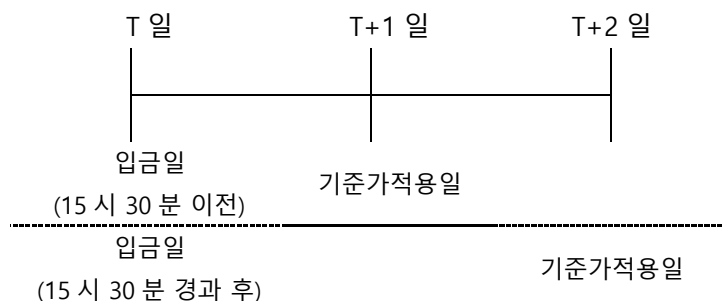 T 일 T+1 일 T+2 일
입금일
(15 시 30 분 이전)
기준가적용일
입금일
(15 시 30 분 경과 후)
기준가적용일